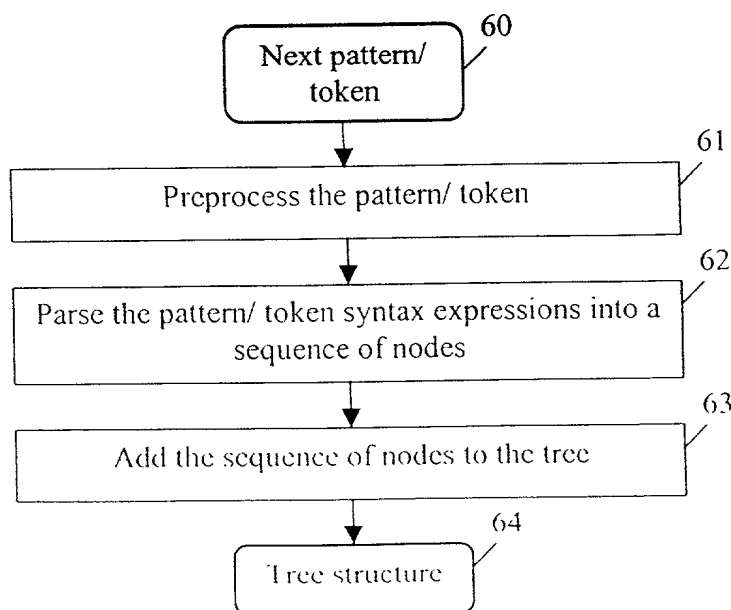 60
Next pattern/
token
61
Preprocess the pattern/ token
62
Parse the pattern/ token syntax expressions into a
sequence of nodes
63
Add the sequence of nodes to the tree
64
Tree structure